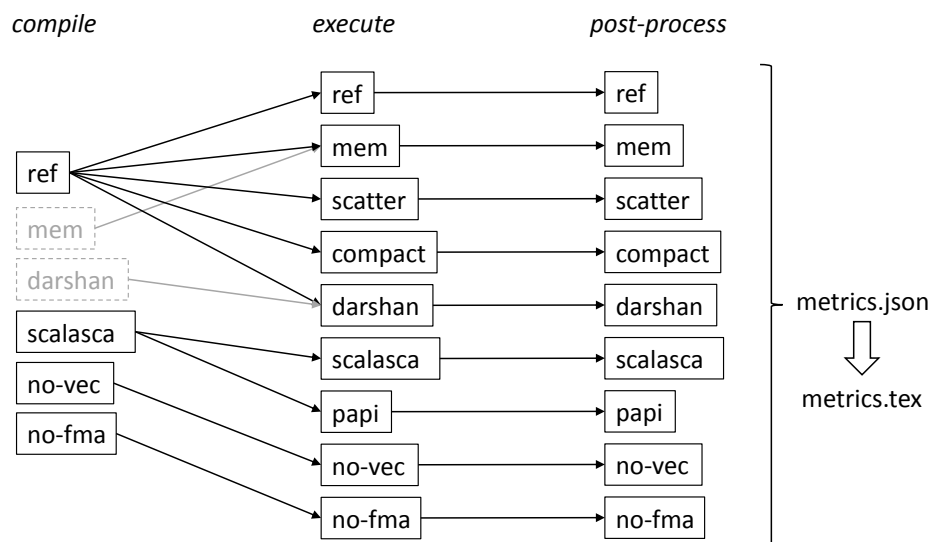 compile execute post-process
ref ref
mem mem
ref
mem
scatter scatter
compact compact
darshan
darshan darshan
metrics.json
scalasca
scalasca scalasca
no-vec
papi papi
metrics.tex
no-fma
no-vec no-vec
no-fma no-fma